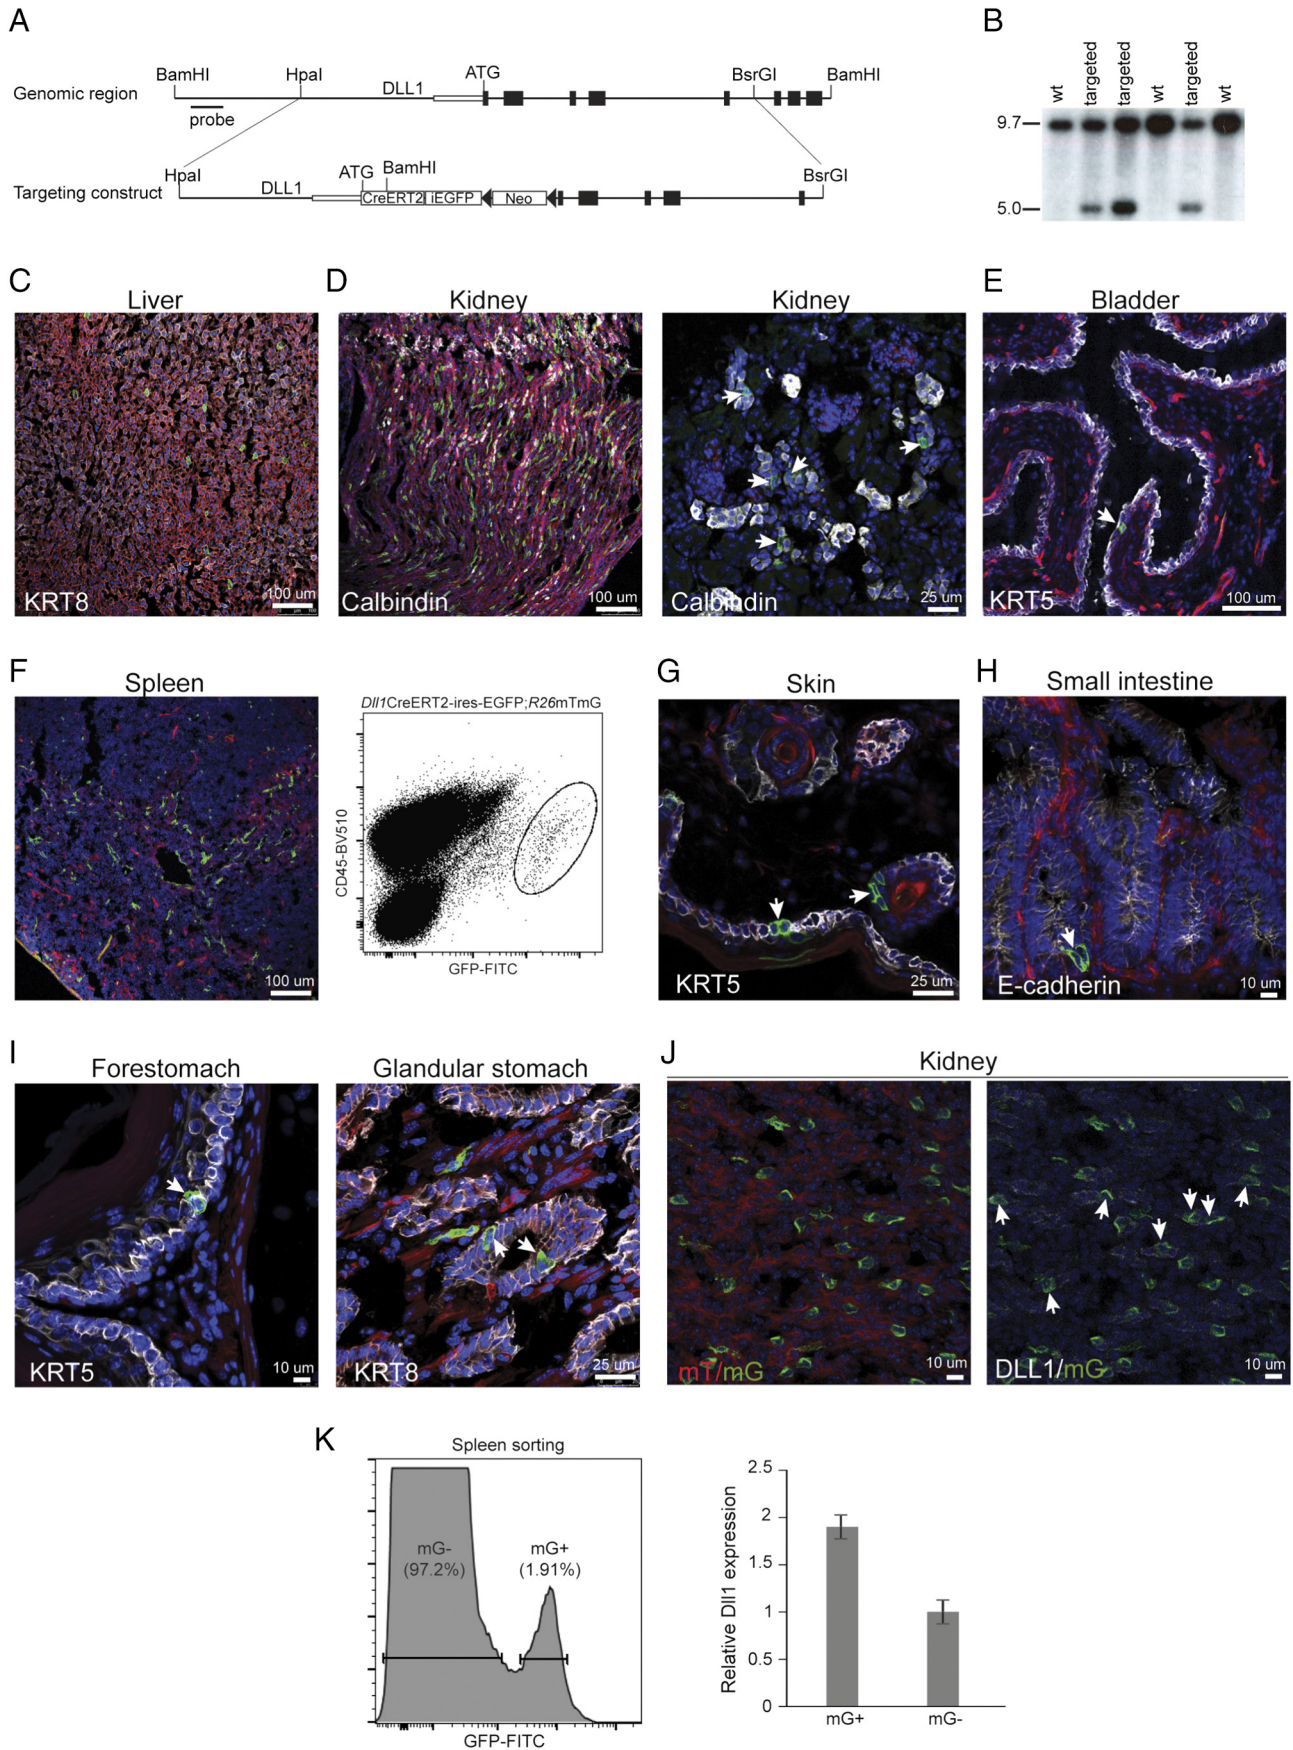 A
BamHI HpaI DLL1 ATG BsrGI BamHI
Genomic region
probe
HpaI DLL1 ATG BamHI BsrGI
Targeting construct
CreERT2 iEGFP Neo
B
wt targeted targeted wt targeted wt
9.7
5.0
C
Liver
KRT8
100 um
D
Kidney
Calbindin
100 um
Kidney
Calbindin
25 um
E
Bladder
KRT5
100 um
F
Spleen
100 um
Dll1CreERT2-ires-EGFP;R26mTmG
CD45-BV510
GFP-FITC
G
Skin
KRT5
25 um
H
Small intestine
E-cadherin
10 um
I
Forestomach
KRT5
10 um
Glandular stomach
KRT8
25 um
J
Kidney
mT/mG
10 um
DLL1/mG
10 um
K
Spleen sorting
mG-
(97.2%)
mG+
(1.91%)
GFP-FITC
Relative Dll1 expression
2.5
2
1.5
1
0.5
0
mG+ mG-